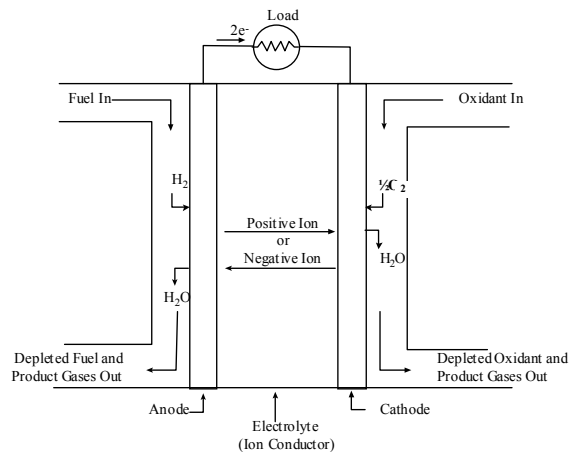 Load
2e-
Fuel In
Oxidant In
H2
½O2
Positive Ion
or
Negative Ion
H2O
H2O
Depleted Fuel and
Product Gases Out
Depleted Oxidant and
Product Gases Out
Anode
Cathode
Electrolyte
(Ion Conductor)